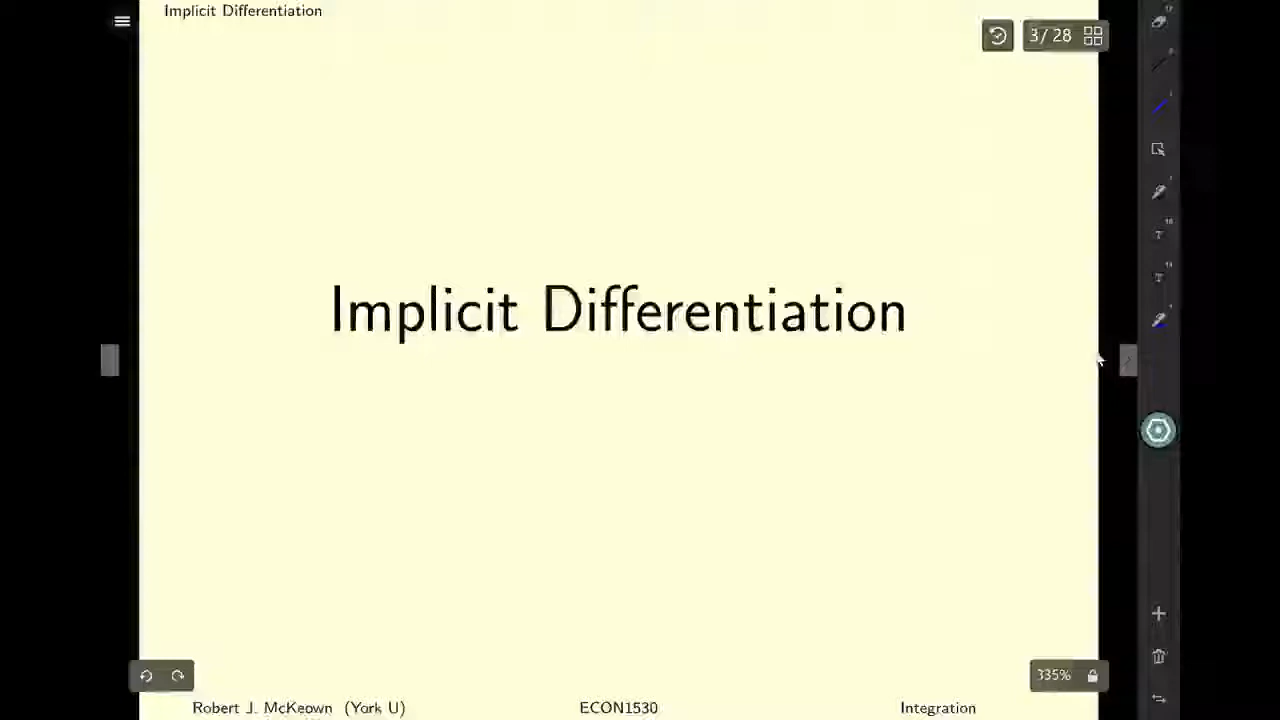 Implicit Differentiation
3/ 28
Implicit Differentiation
335%
Robert J. McKeown (York U) ECON1530 Integration